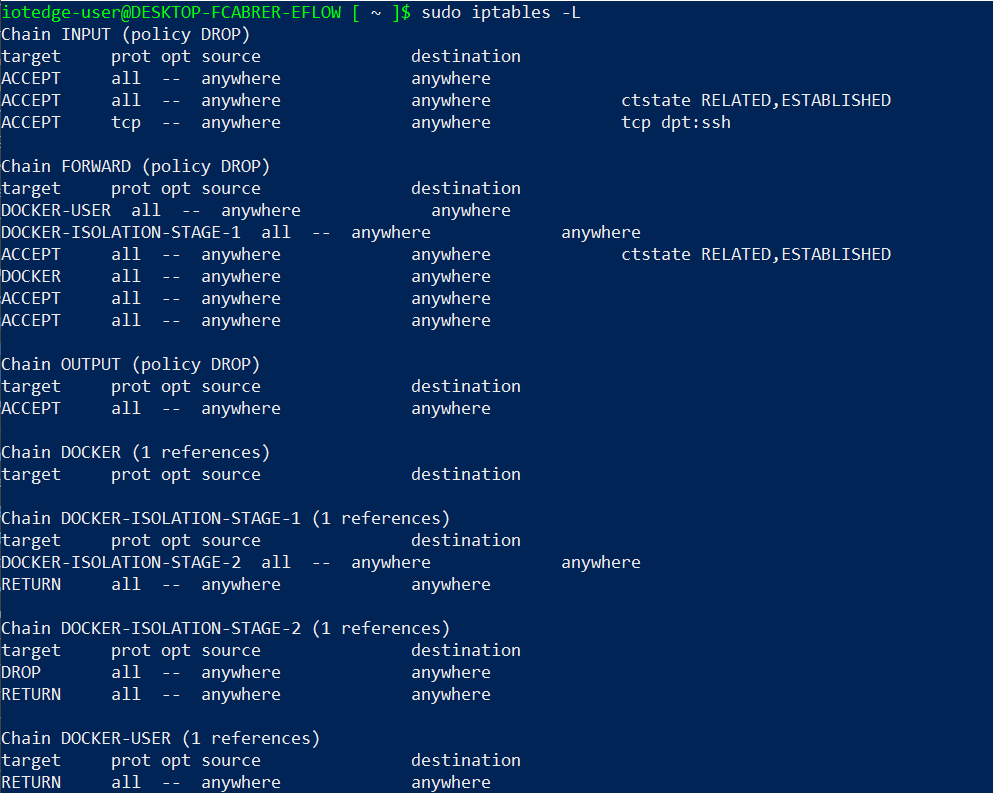 iotedge-user@DESKTOP-FCABRER-EFLOW [ ~ ]$ sudo iptables -L
Chain INPUT (policy DROP)
target     prot opt source               destination
ACCEPT     all  --  anywhere             anywhere
ACCEPT     all  --  anywhere             anywhere             ctstate RELATED,ESTABLISHED
ACCEPT     tcp  --  anywhere             anywhere             tcp dpt:ssh

Chain FORWARD (policy DROP)
target     prot opt source               destination
DOCKER-USER  all  --  anywhere             anywhere
DOCKER-ISOLATION-STAGE-1  all  --  anywhere             anywhere
ACCEPT     all  --  anywhere             anywhere             ctstate RELATED,ESTABLISHED
DOCKER     all  --  anywhere             anywhere
ACCEPT     all  --  anywhere             anywhere
ACCEPT     all  --  anywhere             anywhere

Chain OUTPUT (policy DROP)
target     prot opt source               destination
ACCEPT     all  --  anywhere             anywhere

Chain DOCKER (1 references)
target     prot opt source               destination

Chain DOCKER-ISOLATION-STAGE-1 (1 references)
target     prot opt source               destination
DOCKER-ISOLATION-STAGE-2  all  --  anywhere             anywhere
RETURN     all  --  anywhere             anywhere

Chain DOCKER-ISOLATION-STAGE-2 (1 references)
target     prot opt source               destination
DROP       all  --  anywhere             anywhere
RETURN     all  --  anywhere             anywhere

Chain DOCKER-USER (1 references)
target     prot opt source               destination
RETURN     all  --  anywhere             anywhere